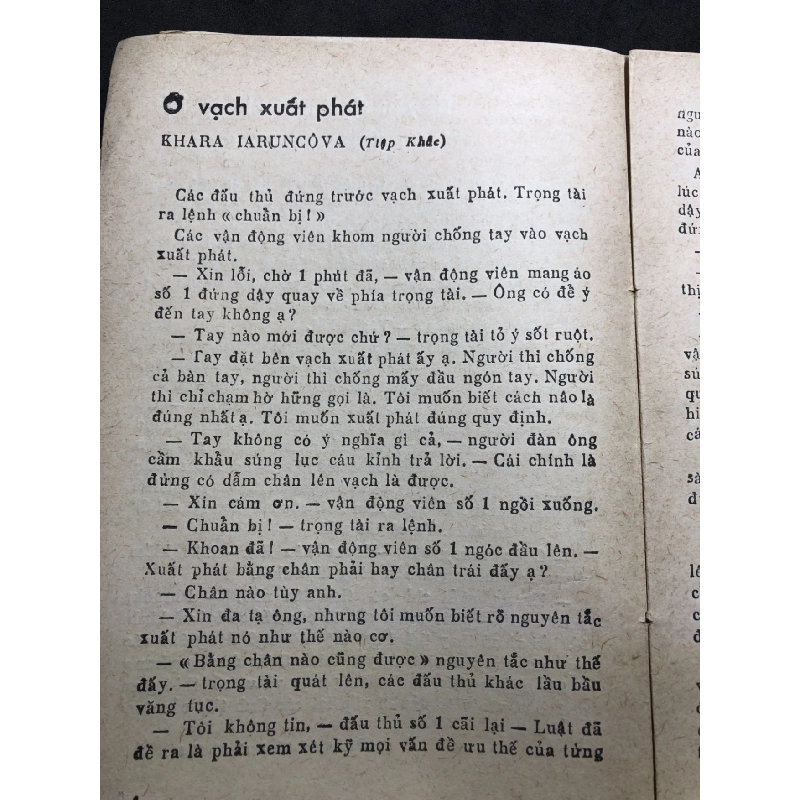 Ở vạch xuất phát
KHARA IARUNCÔVA (Tiệp Khắc)
Các đấu thủ đứng trước vạch xuất phát. Trọng tài
ra lệnh « chuẩn bị ! »
Các vận động viên khom người chống tay vào vạch
xuất phát.
— Xin lỗi, chờ 1 phút đã, — vận động viên mang áo
số 1 đứng dậy quay về phía trọng tài. — Ông có để ý
đến tay không ạ ?
— Tay nào mới được chứ ? — trọng tài tỏ ý sốt ruột.
— Tay đặt bên vạch xuất phát ấy ạ. Người thì chống
cả bàn tay, người thì chống mấy đầu ngón tay. Người
thì chỉ chạm hờ hững gọi là. Tôi muốn biết cách nào là
đúng nhất ạ. Tôi muốn xuất phát đúng quy định.
— Tay không có ý nghĩa gì cả, — người đàn ông
cầm khẩu súng lục cáu kỉnh trả lời. — Cái chính là
đừng có dẫm chân lên vạch là được.
— Xin cám ơn. — vận động viên số 1 ngồi xuống.
— Chuẩn bị ! — trọng tài ra lệnh.
— Khoan đã ! — vận động viên số 1 ngóc đầu lên. —
Xuất phát bằng chân phải hay chân trái đấy ạ ?
— Chân nào tùy anh.
— Xin đa tạ ông, nhưng tôi muốn biết rõ nguyên tắc
xuất phát nó như thế nào cơ.
— « Bằng chân nào cũng được » nguyên tắc như thế
đấy. — trọng tài quát lên, các đấu thủ khác lầu bầu
văng tục.
— Tôi không tin, — đấu thủ số 1 cãi lại — Luật đã
đề ra là phải xem xét kỹ mọi vấn đề ưu thế của từng